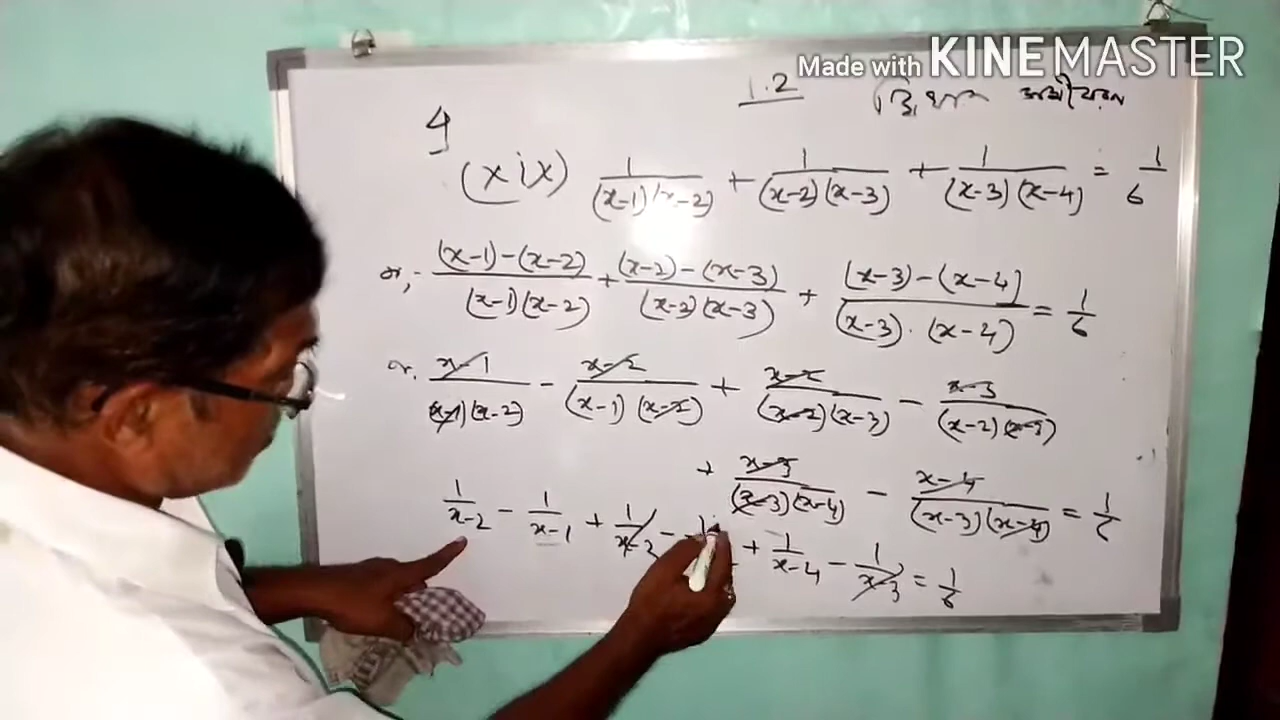 Made with KINEMASTER
1.2 দ্বিঘাত সমীকরণ
4
(xix) 1/(x-1)(x-2) + 1/(x-2)(x-3) + 1/(x-3)(x-4) = 1/6
বা, (x-1)-(x-2)/(x-1)(x-2) + (x-2)-(x-3)/(x-2)(x-3) + (x-3)-(x-4)/(x-3).(x-4) = 1/6
বা, x-1/(x-1)(x-2) - x-2/(x-1)(x-2) + x-2/(x-2)(x-3) - x-3/(x-2)(x-3)
+ x-3/(x-3)(x-4) - x-4/(x-3)(x-4) = 1/6
1/x-2 - 1/x-1 + 1/x-3 - + 1/x-4 - 1/x-3 = 1/6